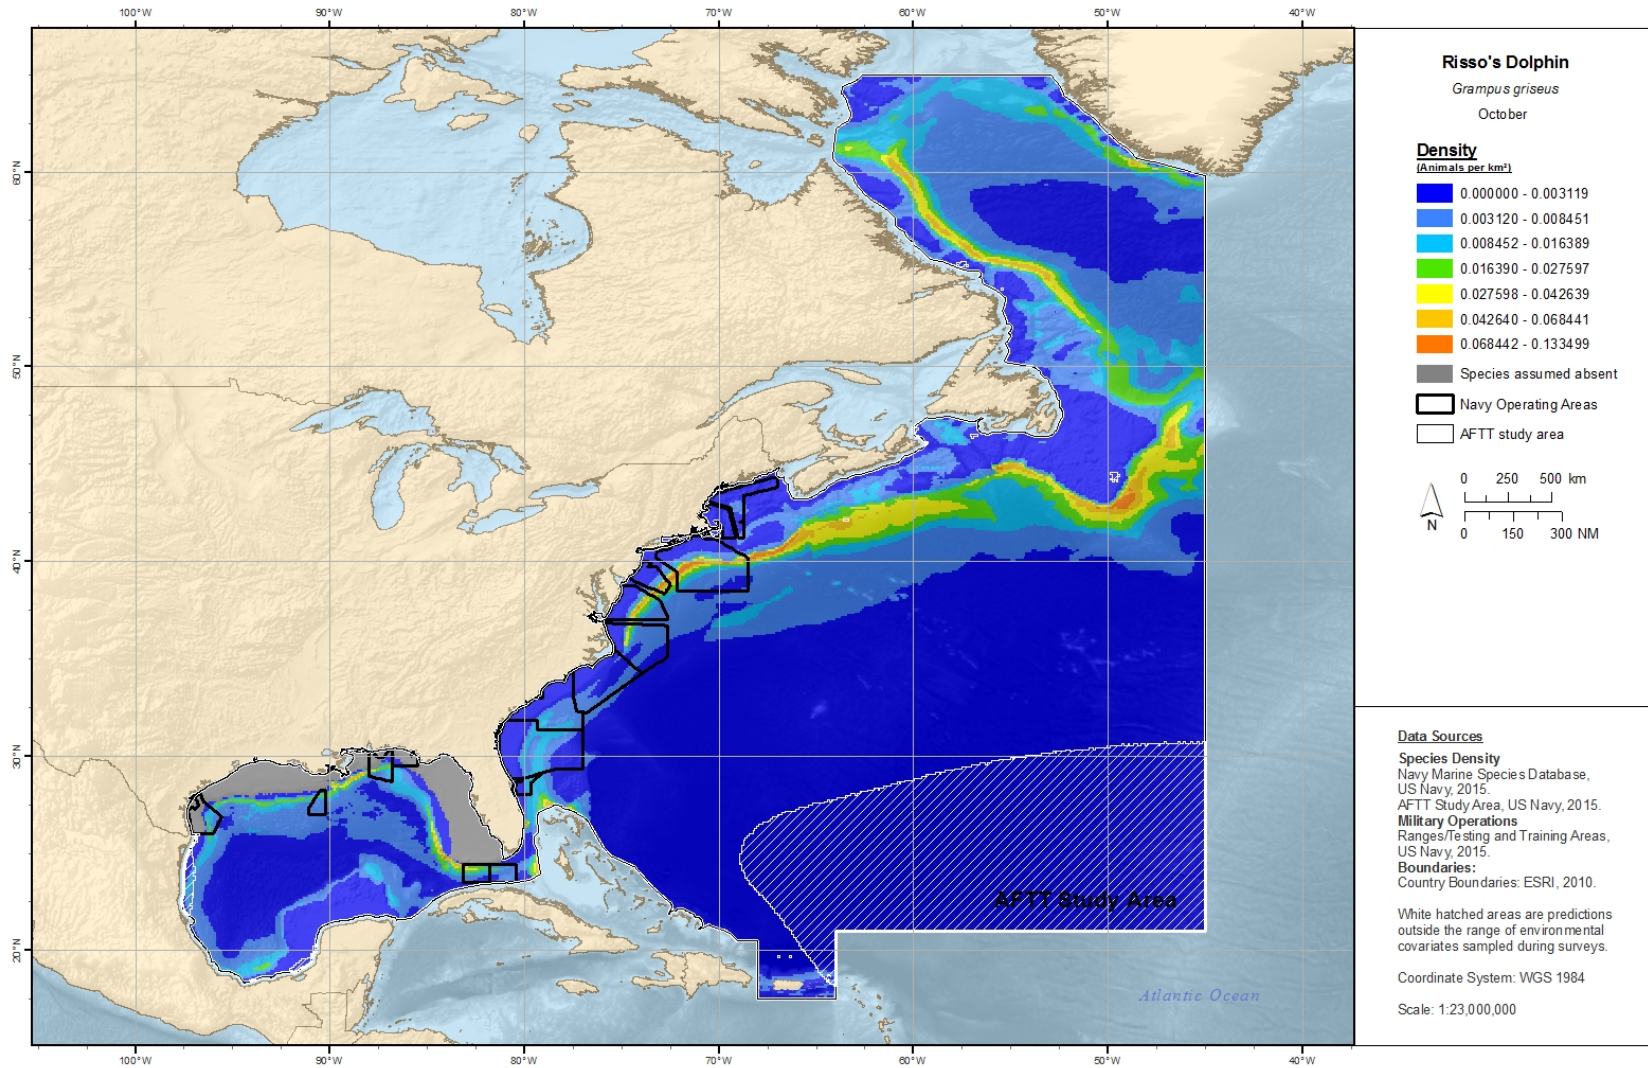 100°W 90°W 80°W 70°W 60°W 50°W 40°W
60°N
50°N
40°N
30°N
20°N
AFTT Study Area
Atlantic Ocean
100°W 90°W 80°W 70°W 60°W 50°W 40°W
Risso's Dolphin
Grampus griseus
October
Density
(Animals per km²)
0.000000 - 0.003119
0.003120 - 0.008451
0.008452 - 0.016389
0.016390 - 0.027597
0.027598 - 0.042639
0.042640 - 0.068441
0.068442 - 0.133499
Species assumed absent
Navy Operating Areas
AFTT study area
N
0 250 500 km
0 150 300 NM
Data Sources
Species Density
Navy Marine Species Database,
US Navy, 2015.
AFTT Study Area, US Navy, 2015.
Military Operations
Ranges/Testing and Training Areas,
US Navy, 2015.
Boundaries:
Country Boundaries: ESRI, 2010.
White hatched areas are predictions
outside the range of environmental
covariates sampled during surveys.
Coordinate System: WGS 1984
Scale: 1:23,000,000